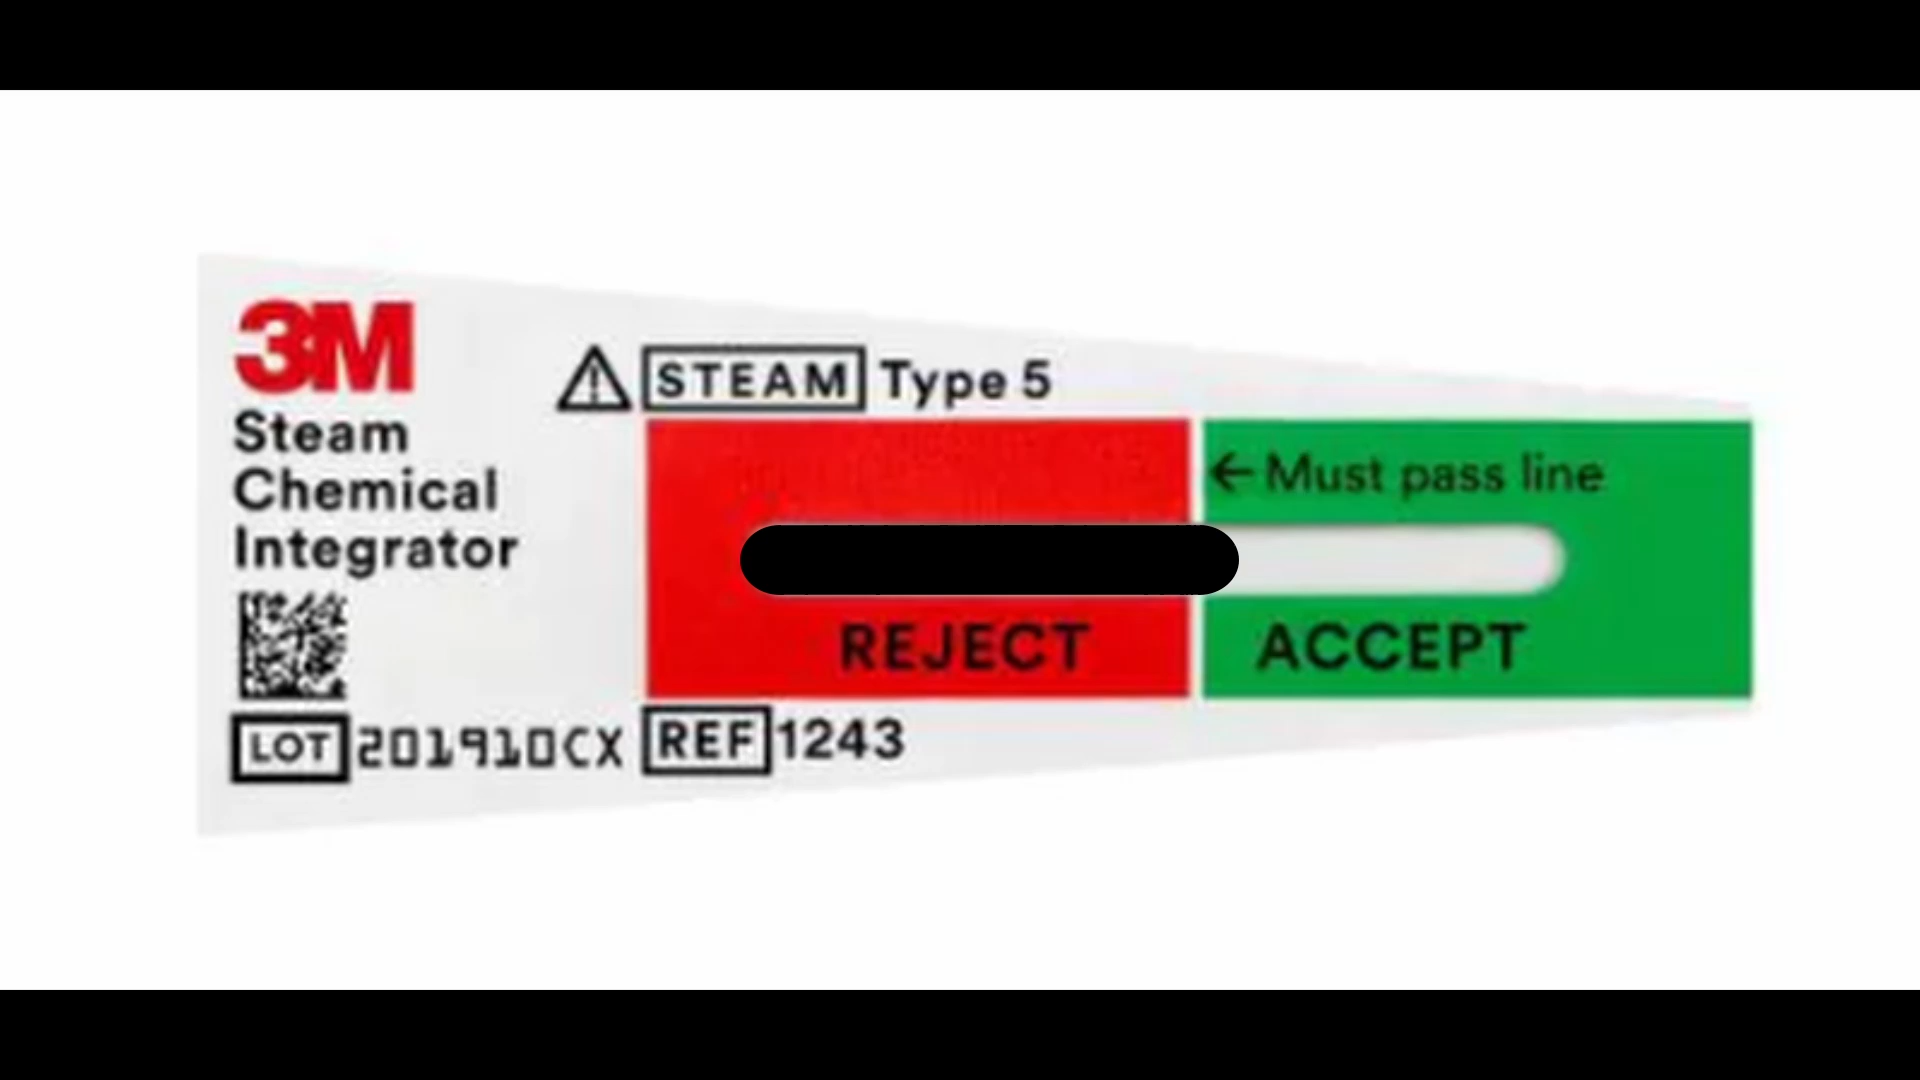 3M
Steam
Chemical
Integrator
LOT 201910CX
STEAM Type 5
← Must pass line
REJECT
ACCEPT
REF 1243